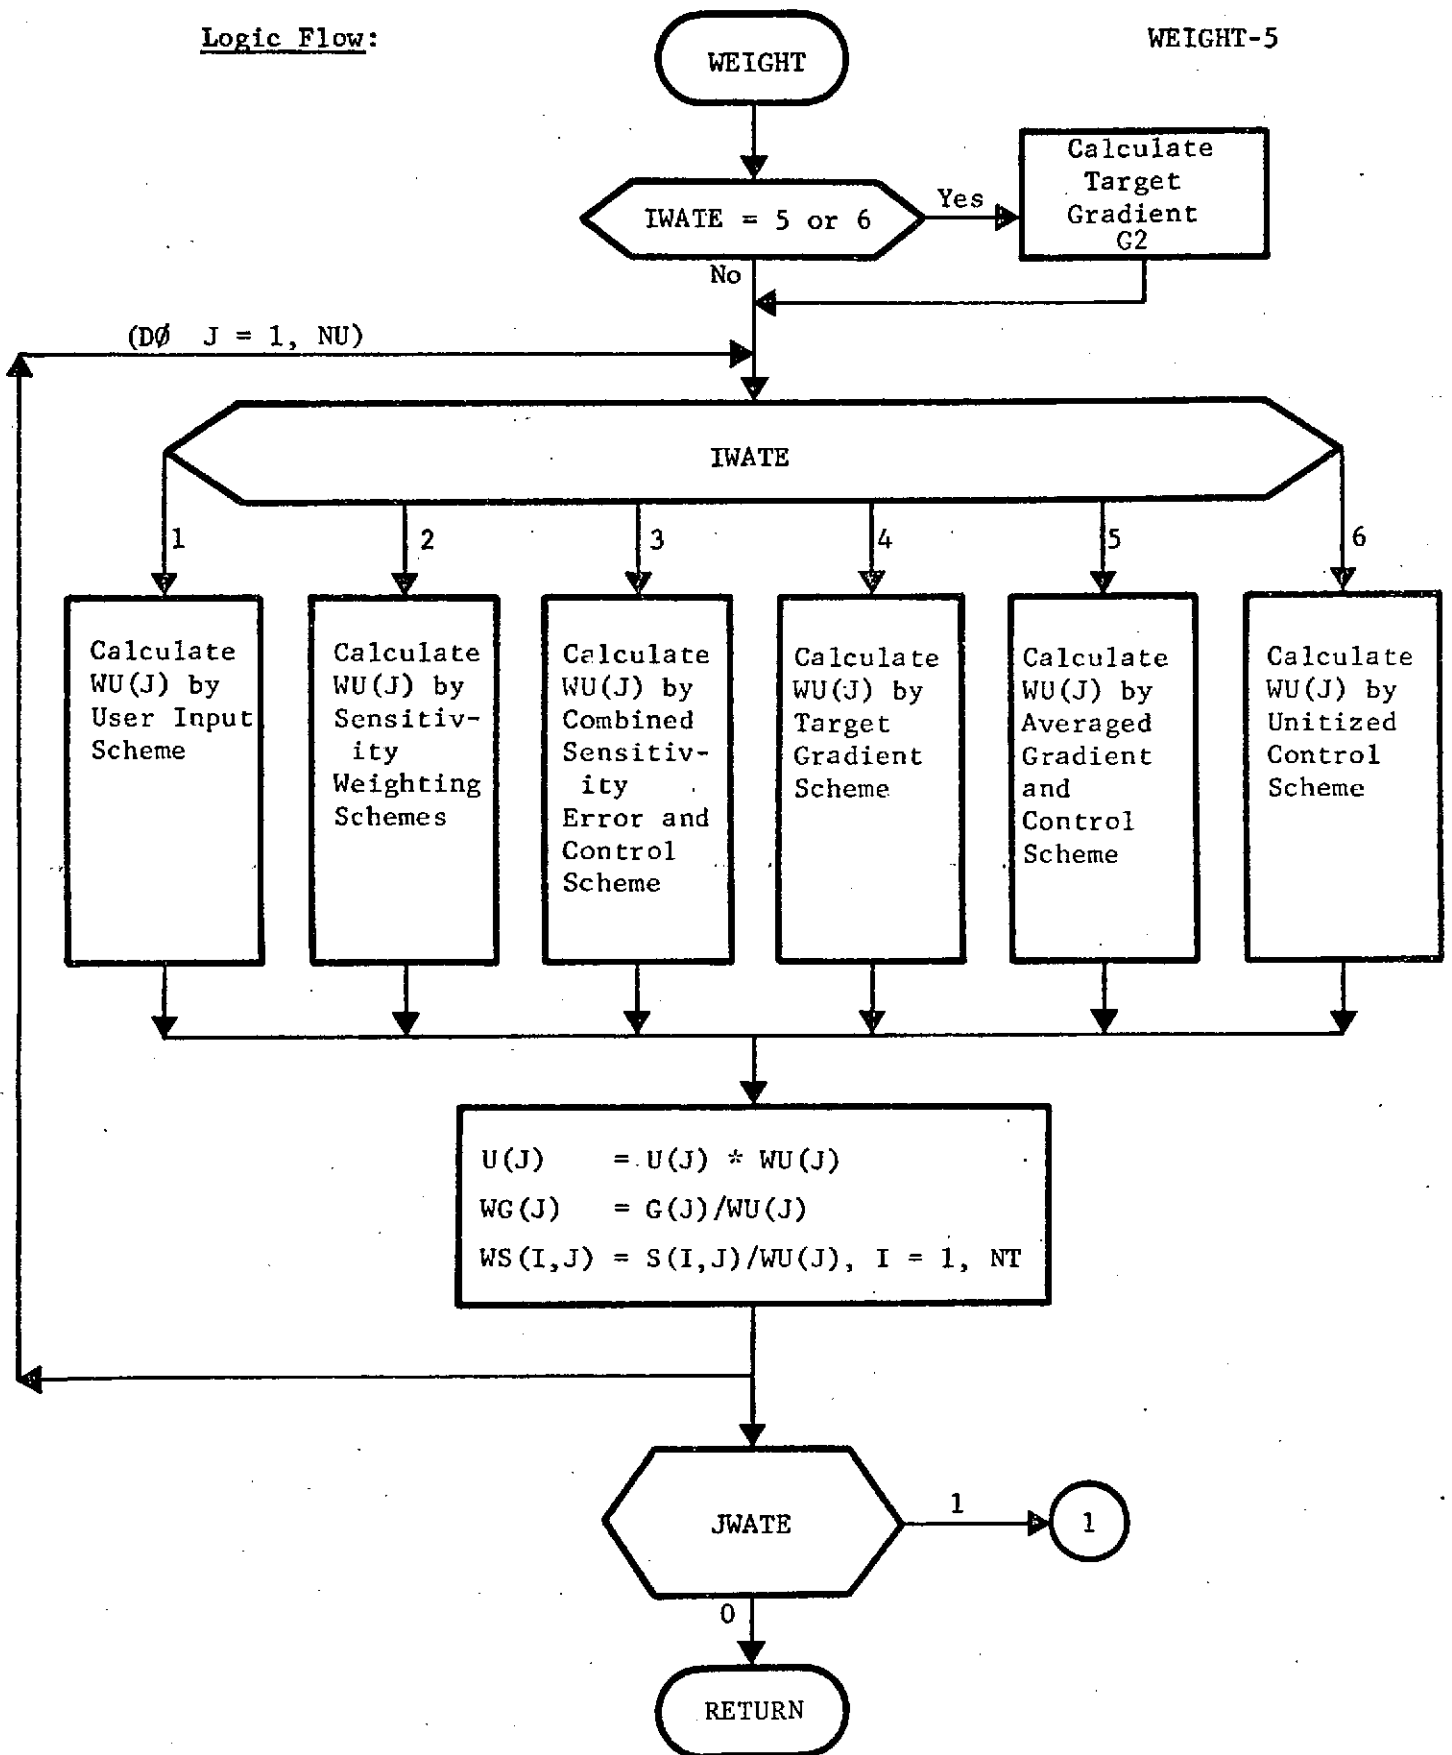 Logic Flow:
WEIGHT-5
WEIGHT
IWATE = 5 or 6
Yes
Calculate
Target
Gradient
G2
No
(DØ J = 1, NU)
IWATE
1
2
3
4
5
6
Calculate
WU(J) by
User Input
Scheme
Calculate
WU(J) by
Sensitiv-
ity
Weighting
Schemes
Calculate
WU(J) by
Combined
Sensitiv-
ity
Error and
Control
Scheme
Calculate
WU(J) by
Target
Gradient
Scheme
Calculate
WU(J) by
Averaged
Gradient
and
Control
Scheme
Calculate
WU(J) by
Unitized
Control
Scheme
U(J) = U(J) * WU(J)
WG(J) = G(J)/WU(J)
WS(I,J) = S(I,J)/WU(J), I = 1, NT
JWATE
1
1
0
RETURN